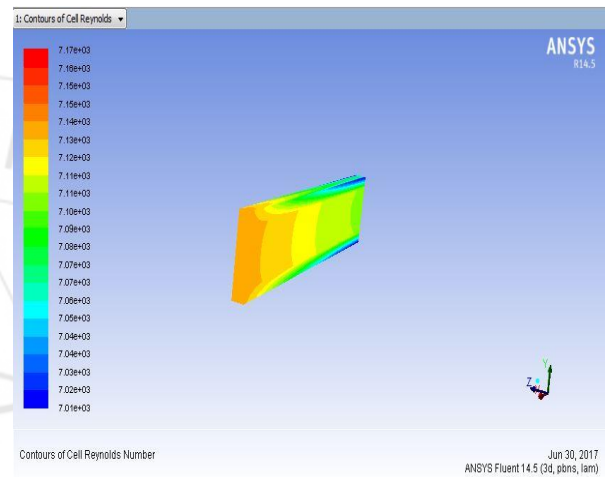 1: Contours of Cell Reynolds
ANSYS
R14.5
7.17e+03
7.16e+03
7.15e+03
7.15e+03
7.14e+03
7.13e+03
7.12e+03
7.11e+03
7.10e+03
7.09e+03
7.08e+03
7.07e+03
7.07e+03
7.06e+03
7.05e+03
7.04e+03
7.04e+03
7.03e+03
7.02e+03
7.01e+03
Y
Z
Contours of Cell Reynolds Number
Jun 30, 2017
ANSYS Fluent 14.5 (3d, pbns, lam)